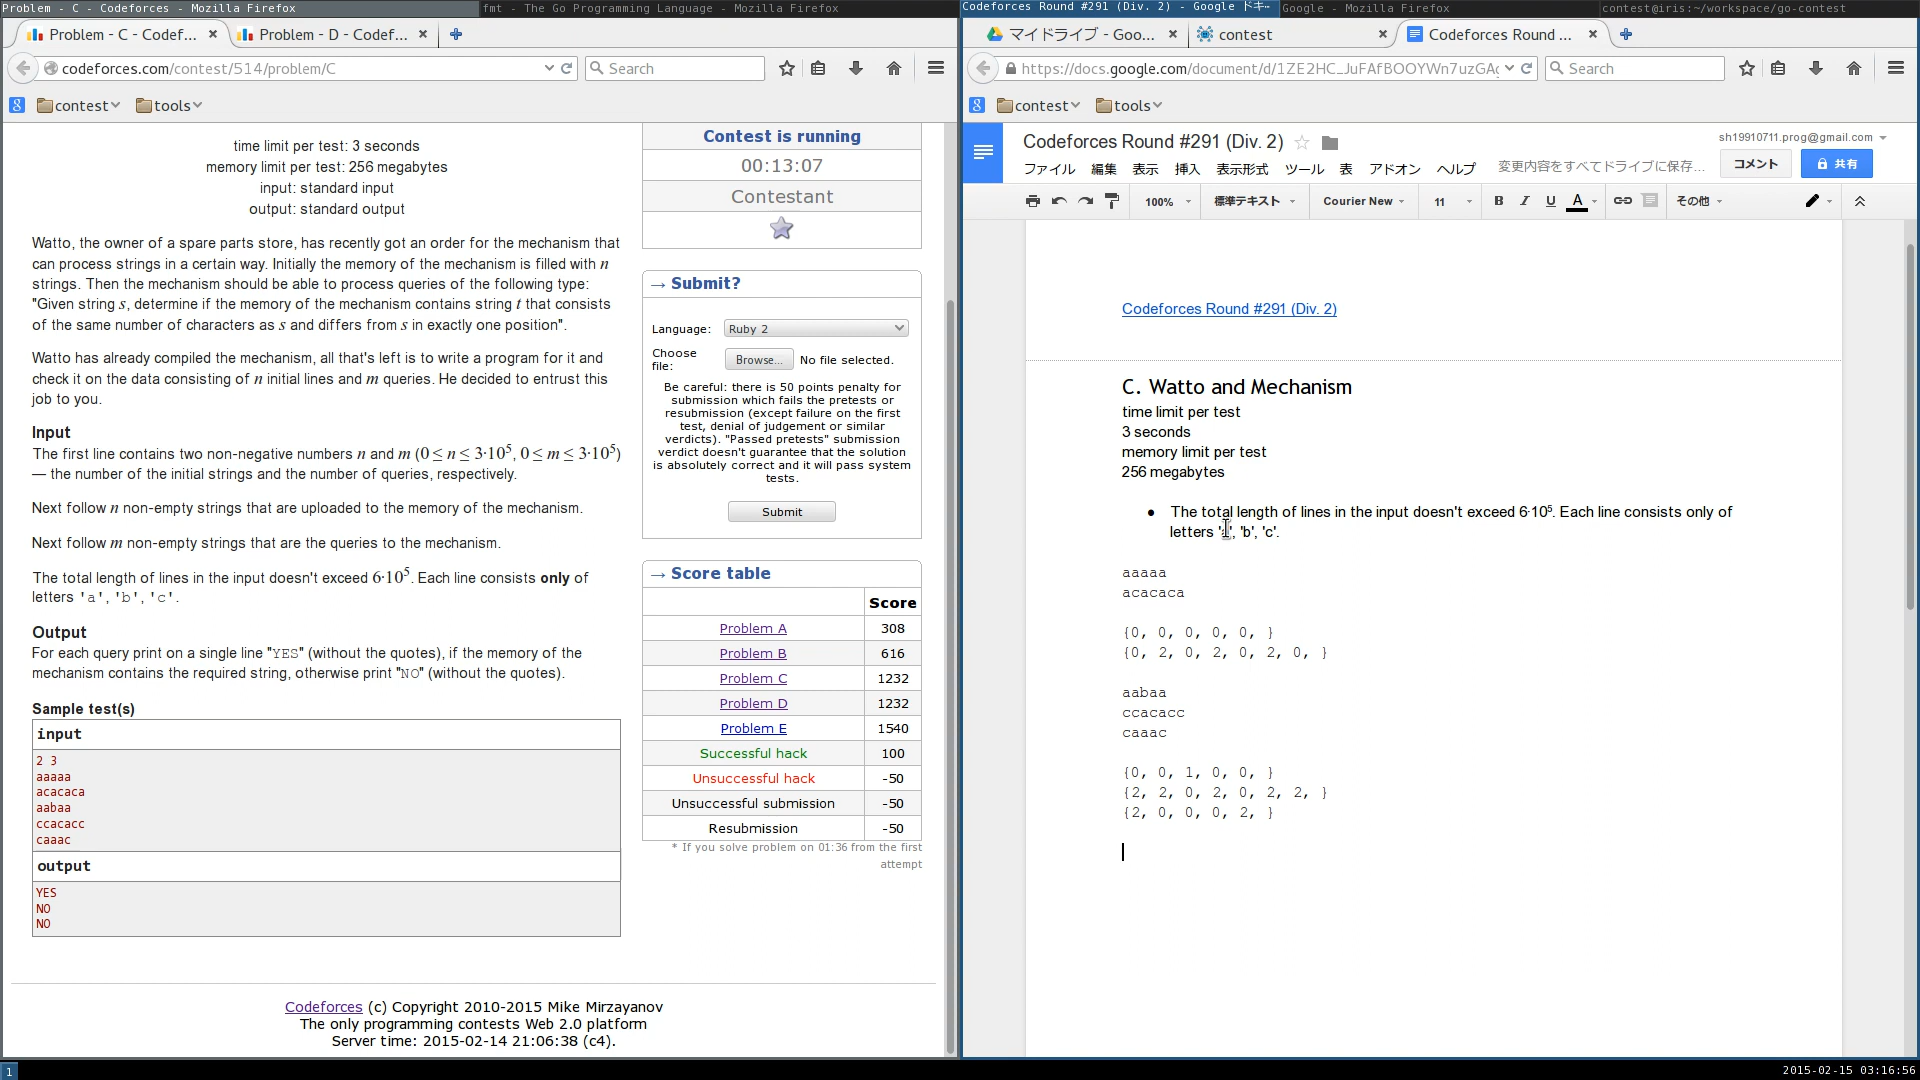 Problem - C - Codeforces - Mozilla Firefox
fmt - The Go Programming Language - Mozilla Firefox
Codeforces Round #291 (Div. 2) - Google ドキ…
Google - Mozilla Firefox
contest@iris:~/workspace/go-contest
Problem - C - Codef...
Problem - D - Codef...
codeforces.com/contest/514/problem/C
Search
contest
tools
time limit per test: 3 seconds
memory limit per test: 256 megabytes
input: standard input
output: standard output
Watto, the owner of a spare parts store, has recently got an order for the mechanism that
can process strings in a certain way. Initially the memory of the mechanism is filled with n
strings. Then the mechanism should be able to process queries of the following type:
"Given string s, determine if the memory of the mechanism contains string t that consists
of the same number of characters as s and differs from s in exactly one position".
Watto has already compiled the mechanism, all that's left is to write a program for it and
check it on the data consisting of n initial lines and m queries. He decided to entrust this
job to you.
Input
The first line contains two non-negative numbers n and m (0 ≤ n ≤ 3·10⁵, 0 ≤ m ≤ 3·10⁵)
— the number of the initial strings and the number of queries, respectively.
Next follow n non-empty strings that are uploaded to the memory of the mechanism.
Next follow m non-empty strings that are the queries to the mechanism.
The total length of lines in the input doesn't exceed 6·10⁵. Each line consists only of
letters 'a', 'b', 'c'.
Output
For each query print on a single line "YES" (without the quotes), if the memory of the
mechanism contains the required string, otherwise print "NO" (without the quotes).
Sample test(s)
input
2 3
aaaaa
acacaca
aabaa
ccacacc
caaac
output
YES
NO
NO
Contest is running
00:13:07
Contestant
→ Submit?
Language: Ruby 2
Choose
file: Browse... No file selected.
Be careful: there is 50 points penalty for
submission which fails the pretests or
resubmission (except failure on the first
test, denial of judgement or similar
verdicts). "Passed pretests" submission
verdict doesn't guarantee that the solution
is absolutely correct and it will pass system
tests.
Submit
→ Score table
Score
Problem A 308
Problem B 616
Problem C 1232
Problem D 1232
Problem E 1540
Successful hack 100
Unsuccessful hack -50
Unsuccessful submission -50
Resubmission -50
* If you solve problem on 01:36 from the first
attempt
Codeforces (c) Copyright 2010-2015 Mike Mirzayanov
The only programming contests Web 2.0 platform
Server time: 2015-02-14 21:06:38 (c4).
マイドライブ - Goo...
contest
Codeforces Round ...
https://docs.google.com/document/d/1ZE2HC_JuFAfBOOYWn7uzGA
Search
contest
tools
Codeforces Round #291 (Div. 2)
sh19910711.prog@gmail.com
ファイル 編集 表示 挿入 表示形式 ツール 表 アドオン ヘルプ 変更内容をすべてドライブに保存…
コメント
共有
100% 標準テキスト Courier New 11 B I U A その他
Codeforces Round #291 (Div. 2)
C. Watto and Mechanism
time limit per test
3 seconds
memory limit per test
256 megabytes
● The total length of lines in the input doesn't exceed 6·10⁵. Each line consists only of
letters 'a', 'b', 'c'.
aaaaa
acacaca
{0, 0, 0, 0, 0, }
{0, 2, 0, 2, 0, 2, 0, }
aabaa
ccacacc
caaac
{0, 0, 1, 0, 0, }
{2, 2, 0, 2, 0, 2, 2, }
{2, 0, 0, 0, 2, }
1
2015-02-15 03:16:56